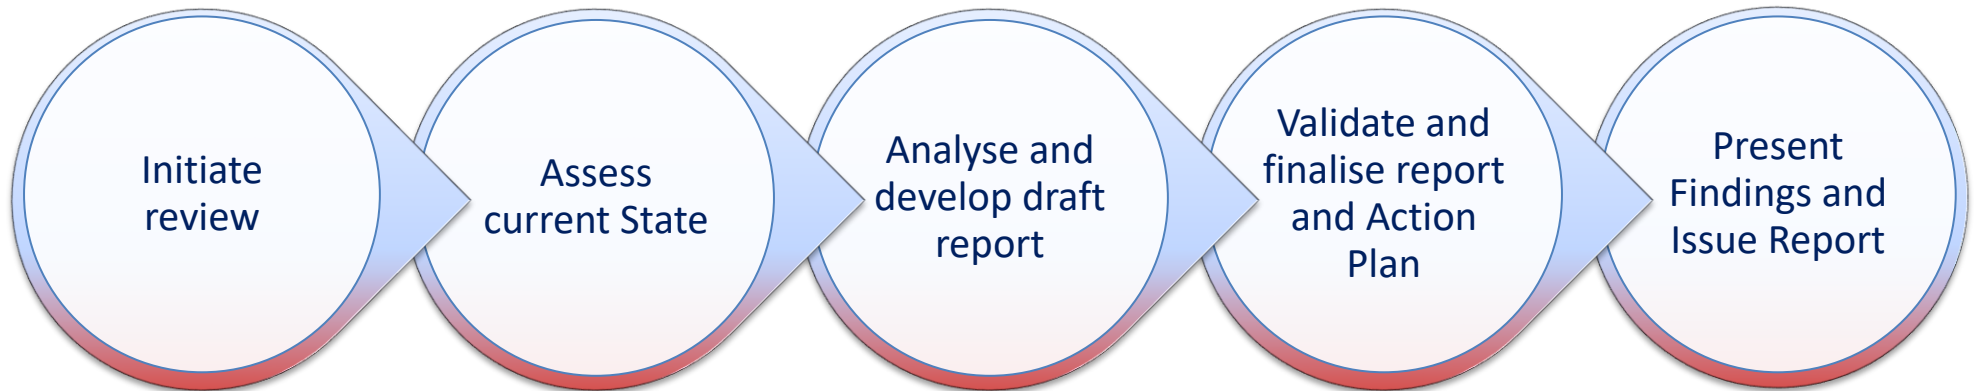 Initiate
review
Assess
current State
Analyse and
develop draft
report
Validate and
finalise report
and Action
Plan
Present
Findings and
Issue Report